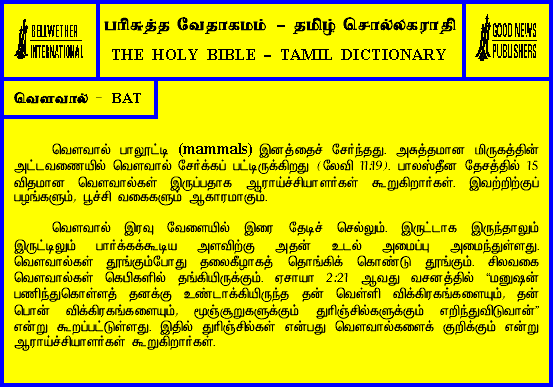 BELLWETHER
INTERNATIONAL
பரிசுத்த வேதாகமம் - தமிழ் சொல்லகராதி
THE HOLY BIBLE - TAMIL DICTIONARY
GOOD NEWS
PUBLISHERS
வௌவால் - BAT
வௌவால் பாலூட்டி (mammals) இனத்தைச் சேர்ந்தது. அசுத்தமான மிருகத்தின்
அட்டவணையில் வௌவால் சேர்க்கப் பட்டிருக்கிறது (லேவி 11:19). பாலஸ்தீன தேசத்தில் 15
விதமான வௌவால்கள் இருப்பதாக ஆராய்ச்சியாளர்கள் கூறுகிறார்கள். இவற்றிற்குப்
பழங்களும், பூச்சி வகைகளும் ஆகாரமாகும்.
வௌவால் இரவு வேளையில் இரை தேடிச் செல்லும். இருட்டாக இருந்தாலும்
இருட்டிலும் பார்க்கக்கூடிய அளவிற்கு அதன் உடல் அமைப்பு அமைந்துள்ளது.
வௌவால்கள் தூங்கும்போது தலைகீழாகத் தொங்கிக் கொண்டு தூங்கும். சிலவகை
வௌவால்கள் கெபிகளில் தங்கியிருக்கும். ஏசாயா 2:21 ஆவது வசனத்தில் “மனுஷன்
பணிந்துகொள்ளத் தனக்கு உண்டாக்கியிருந்த தன் வெள்ளி விக்கிரகங்களையும், தன்
பொன் விக்கிரகங்களையும், மூஞ்சூறுகளுக்கும் துரிஞ்சில்களுக்கும் எறிந்துவிடுவான்”
என்று கூறப்பட்டுள்ளது. இதில் துரிஞ்சில்கள் என்பது வௌவால்களைக் குறிக்கும் என்று
ஆராய்ச்சியாளர்கள் கூறுகிறார்கள்.